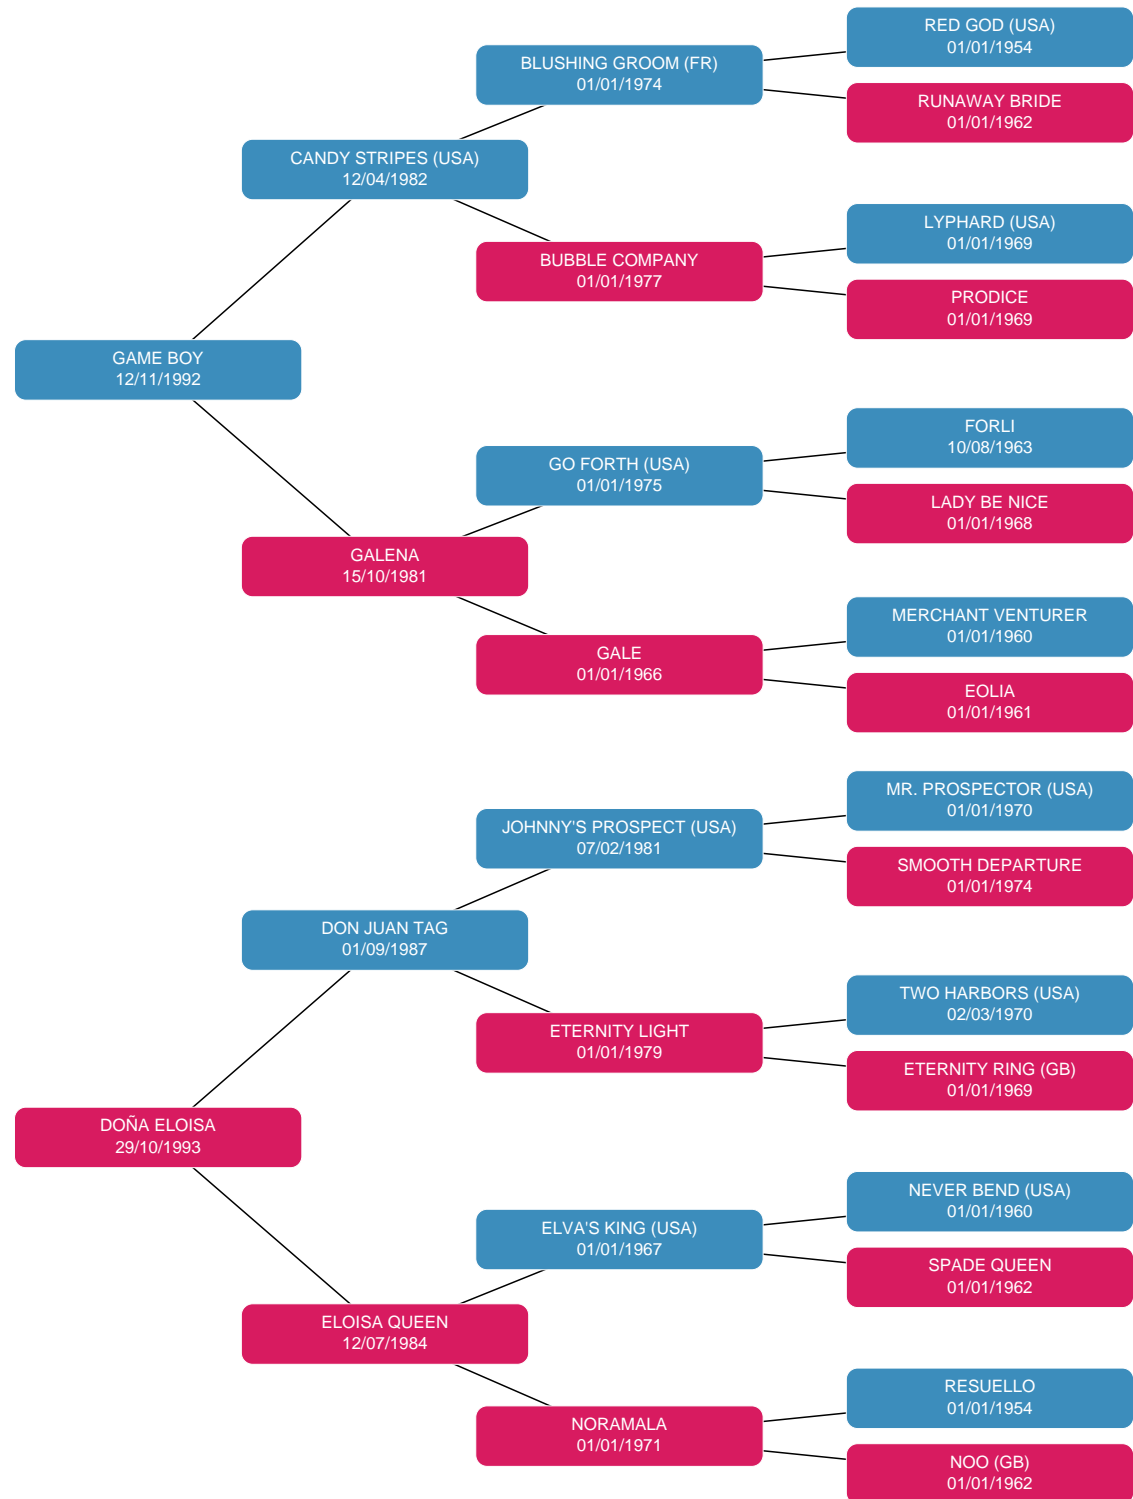 RED GOD (USA)
01/01/1954
BLUSHING GROOM (FR)
01/01/1974
RUNAWAY BRIDE
01/01/1962
CANDY STRIPES (USA)
12/04/1982
LYPHARD (USA)
01/01/1969
BUBBLE COMPANY
01/01/1977
PRODICE
01/01/1969
GAME BOY
12/11/1992
FORLI
10/08/1963
GO FORTH (USA)
01/01/1975
LADY BE NICE
01/01/1968
GALENA
15/10/1981
MERCHANT VENTURER
01/01/1960
GALE
01/01/1966
EOLIA
01/01/1961
MR. PROSPECTOR (USA)
01/01/1970
JOHNNY'S PROSPECT (USA)
07/02/1981
SMOOTH DEPARTURE
01/01/1974
DON JUAN TAG
01/09/1987
TWO HARBORS (USA)
02/03/1970
ETERNITY LIGHT
01/01/1979
ETERNITY RING (GB)
01/01/1969
DOÑA ELOISA
29/10/1993
NEVER BEND (USA)
01/01/1960
ELVA'S KING (USA)
01/01/1967
SPADE QUEEN
01/01/1962
ELOISA QUEEN
12/07/1984
RESUELLO
01/01/1954
NORAMALA
01/01/1971
NOO (GB)
01/01/1962